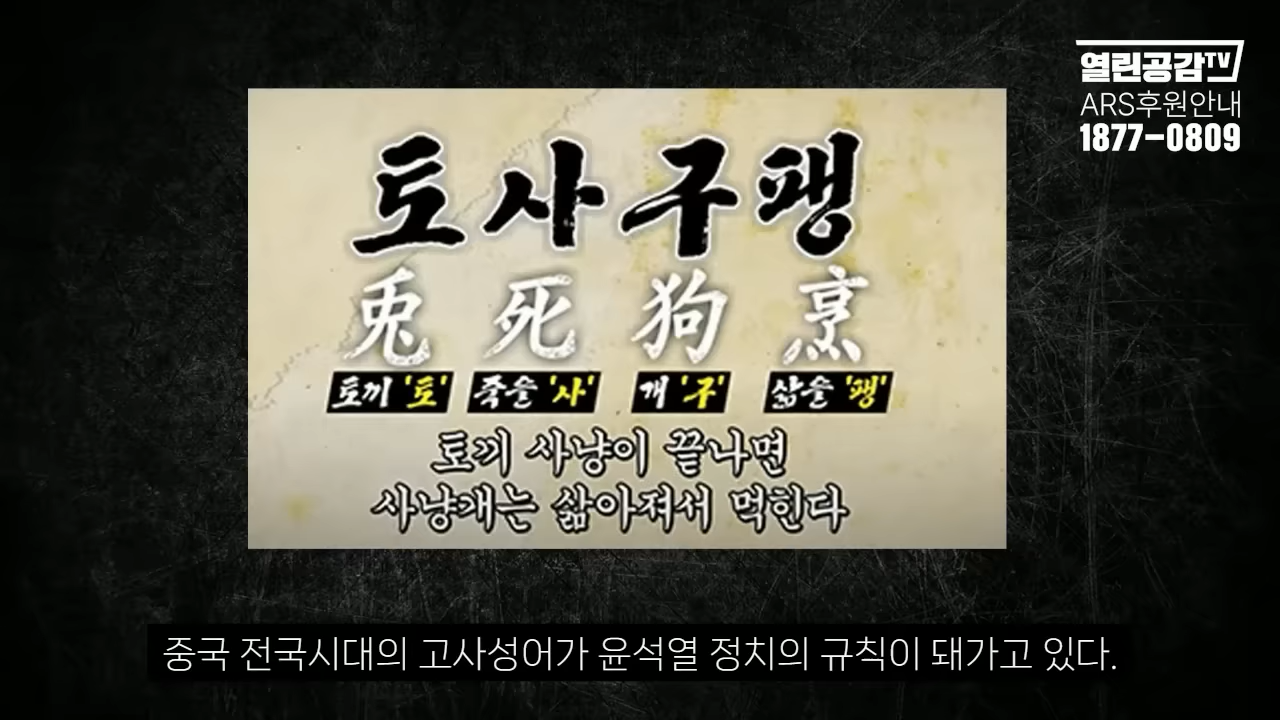 열린공감TV
ARS후원안내
1877-0809
토사구팽
兎死狗烹
토끼 '토' 죽을 '사' 개 '구' 삶을 '팽'
토끼 사냥이 끝나면
사냥개는 삶아져서 먹힌다
중국 전국시대의 고사성어가 윤석열 정치의 규칙이 돼가고 있다.